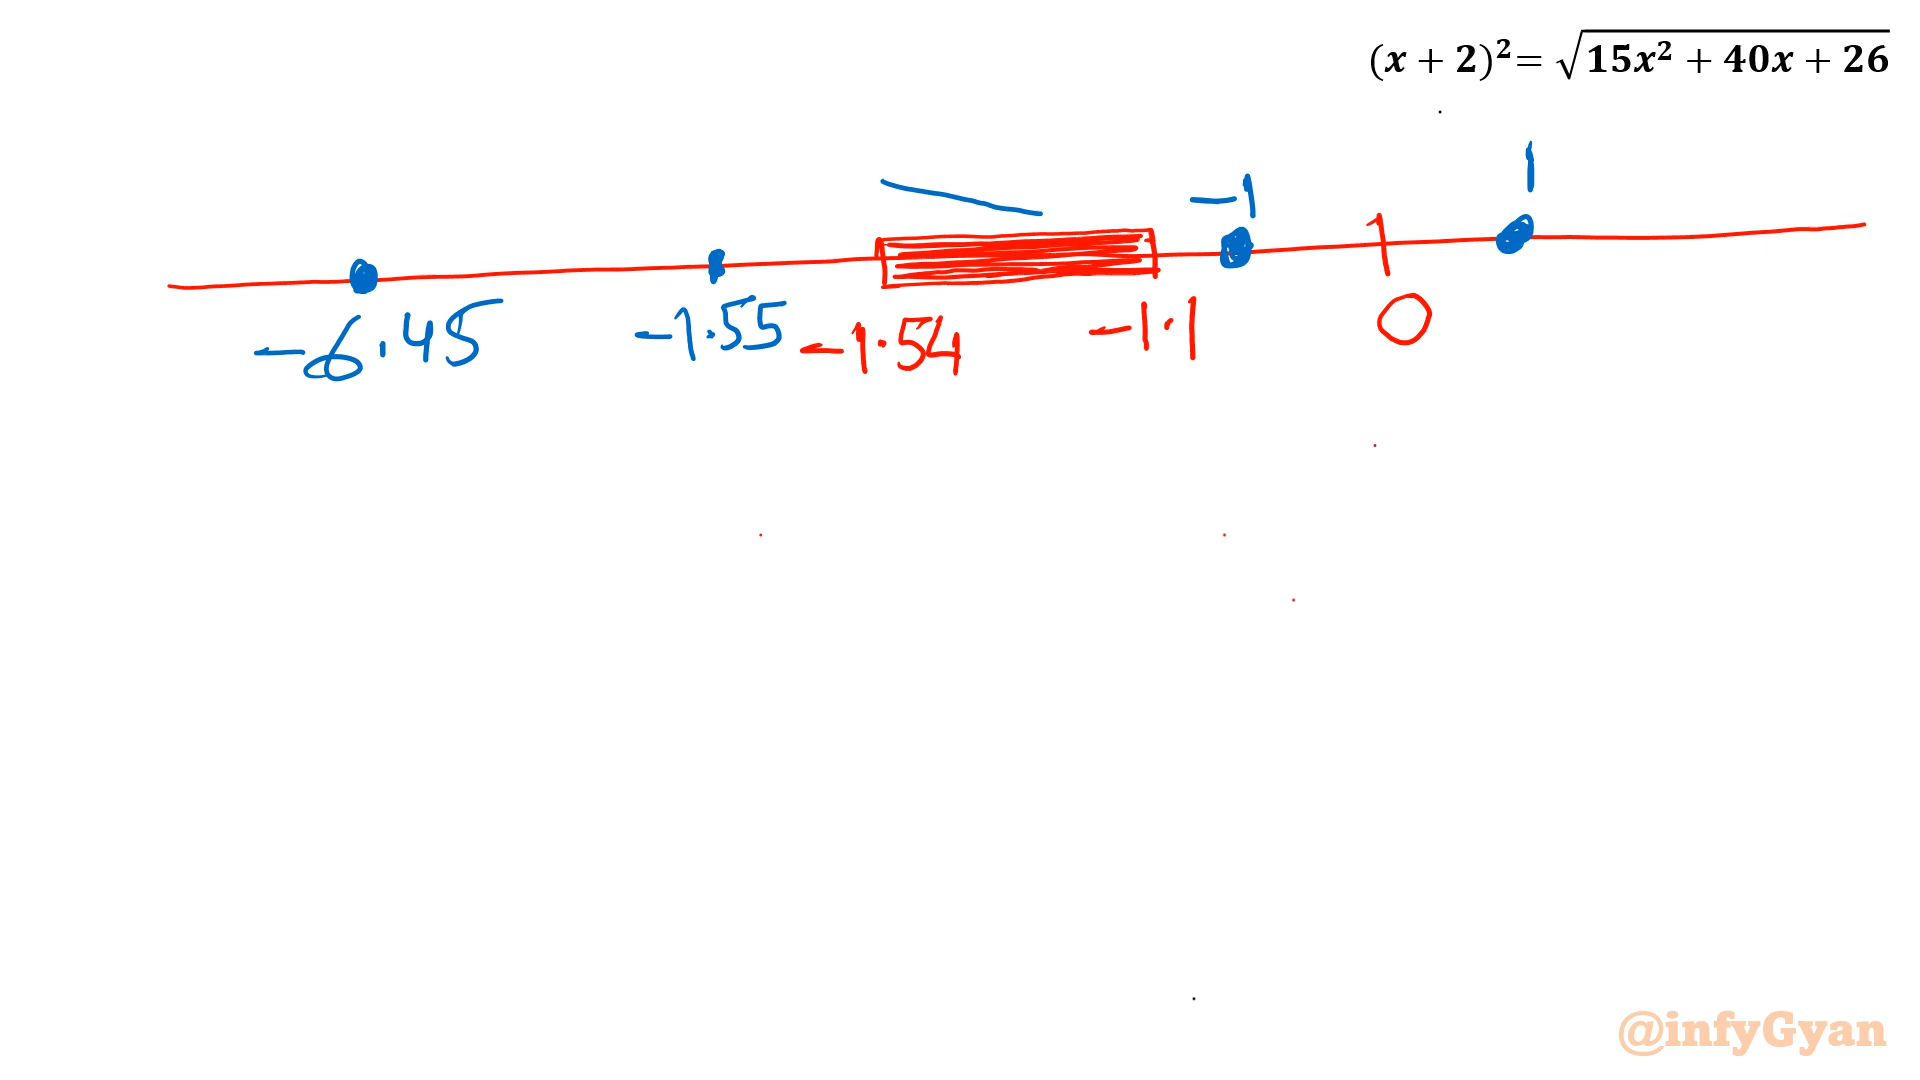 (x + 2)²= √15x² + 40x + 26
-1 1
-6.45 -1.55 -1.54 -1.1 0
@infyGyan